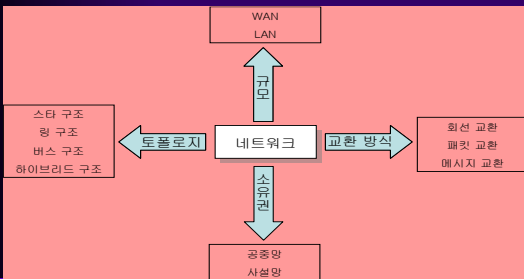 WAN
LAN
규모
스타 구조
링 구조
버스 구조
하이브리드 구조
토폴로지
네트워크
교환 방식
회선 교환
패킷 교환
메시지 교환
소유권
공중망
사설망